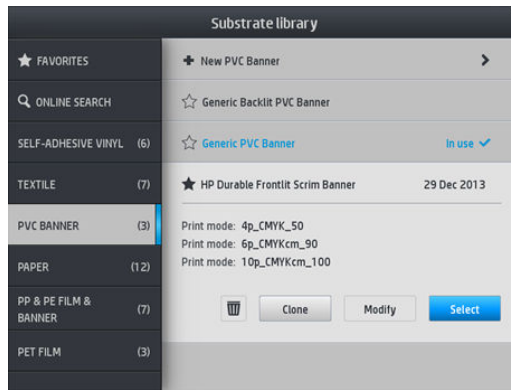 Substrate library
FAVORITES
ONLINE SEARCH
SELF-ADHESIVE VINYL (6)
TEXTILE (7)
PVC BANNER (3)
PAPER (12)
PP & PE FILM &
BANNER (7)
PET FILM (3)
New PVC Banner
Generic Backlit PVC Banner
Generic PVC Banner In use
HP Durable Frontlit Scrim Banner 29 Dec 2013
Print mode: 4p_CMYK_50
Print mode: 6p_CMYKcm_90
Print mode: 10p_CMYKcm_100
Clone Modify Select